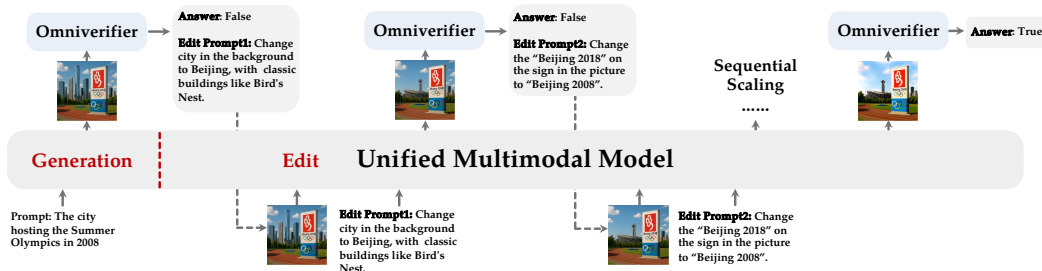 Omniverifier
Answer: False
Edit Prompt1: Change
city in the background
to Beijing, with classic
buildings like Bird's
Nest.
Omniverifier
Answer: False
Edit Prompt2: Change
the “Beijing 2018” on
the sign in the picture
to “Beijing 2008”.
Sequential
Scaling
......
Omniverifier
Answer: True
Generation
Edit
Unified Multimodal Model
Prompt: The city
hosting the Summer
Olympics in 2008
Edit Prompt1: Change
city in the background
to Beijing, with classic
buildings like Bird's
Nest.
Edit Prompt2: Change
the “Beijing 2018” on
the sign in the picture
to “Beijing 2008”.